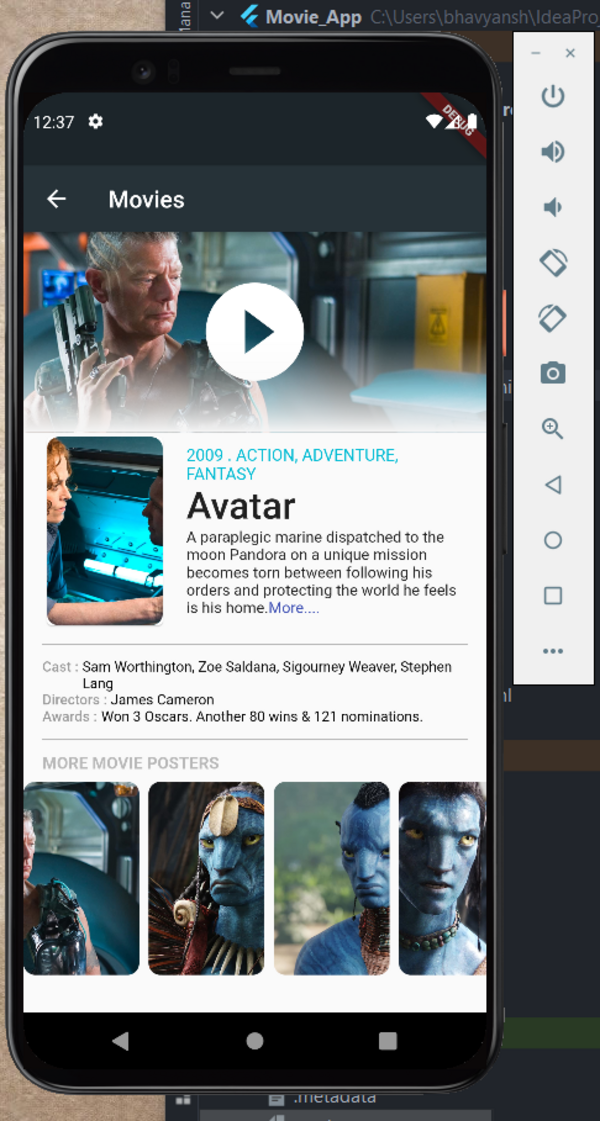 Movie_App C:\Users\bhavyansh\IdeaPro
12:37
DEBUG
Movies
2009 . ACTION, ADVENTURE,
FANTASY
Avatar
A paraplegic marine dispatched to the
moon Pandora on a unique mission
becomes torn between following his
orders and protecting the world he feels
is his home.More....
Cast : Sam Worthington, Zoe Saldana, Sigourney Weaver, Stephen
Lang
Directors : James Cameron
Awards : Won 3 Oscars. Another 80 wins & 121 nominations.
MORE MOVIE POSTERS
.metadata